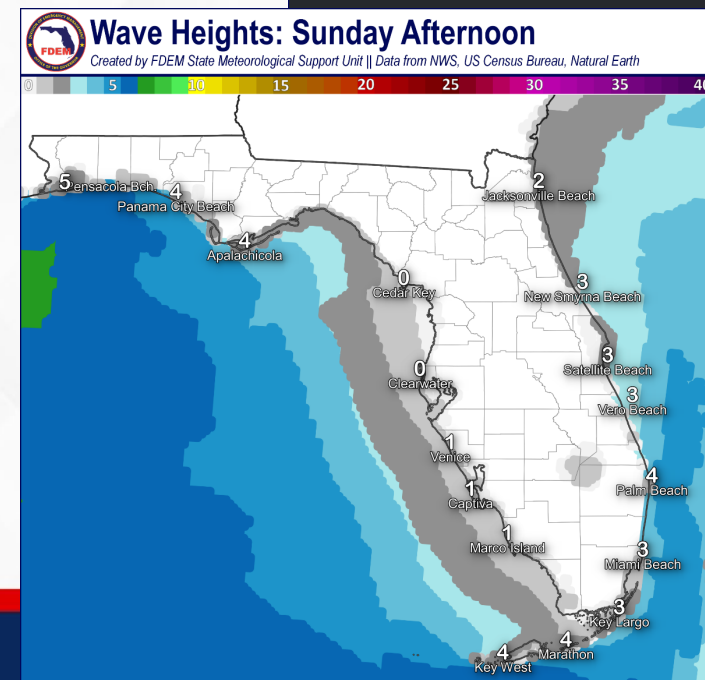 Wave Heights: Sunday Afternoon
Created by FDEM State Meteorological Support Unit || Data from NWS, US Census Bureau, Natural Earth
FDEM
0 5 10 15 20 25 30 35 40
5
Pensacola Bch.
4
Panama City Beach
4
Apalachicola
2
Jacksonville Beach
0
Cedar Key
3
New Smyrna Beach
0
Clearwater
3
Satellite Beach
3
Vero Beach
1
Venice
4
Palm Beach
1
Captiva
1
Marco Island
3
Miami Beach
3
Key Largo
4
Marathon
4
Key West